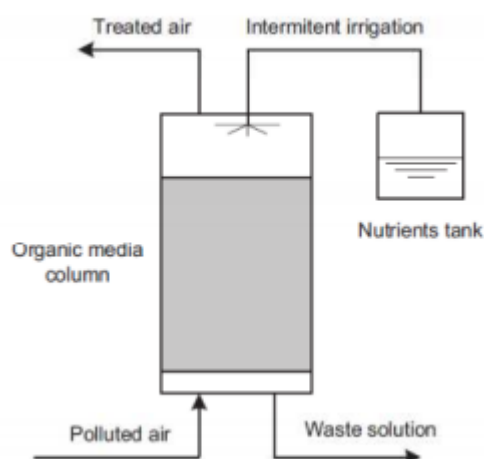 Treated air
Intermitent irrigation
Nutrients tank
Organic media
column
Polluted air
Waste solution